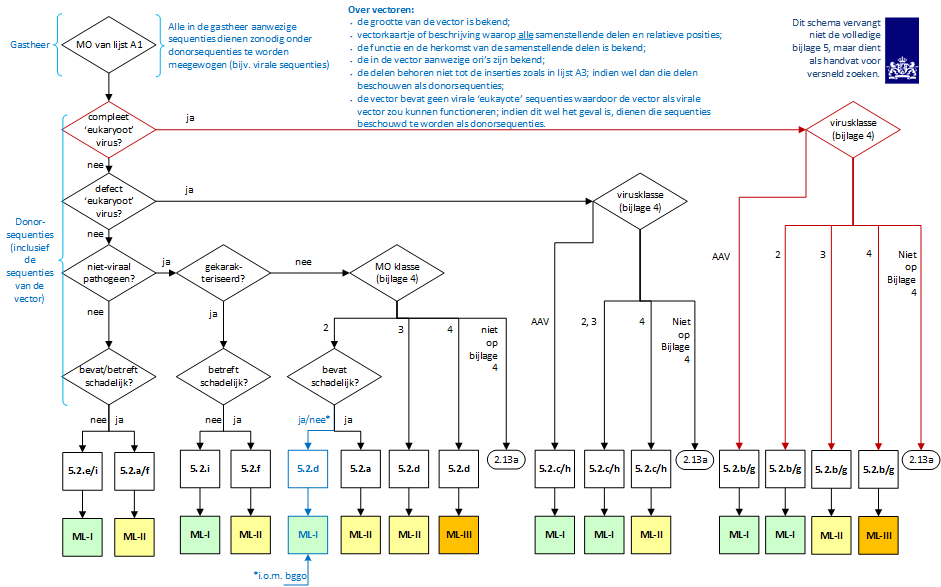 Over vectoren:
• de grootte van de vector is bekend;
• vectorkaartje of beschrijving waarop alle samenstellende delen en relatieve posities;
• de functie en de herkomst van de samenstellende delen is bekend;
• de in de vector aanwezige ori's zijn bekend;
• de delen behoren niet tot de inserties zoals in lijst A3; indien wel dan die delen
beschouwen als donorsequenties;
• de vector bevat geen virale 'eukayote' sequenties waardoor de vector als virale
vector zou kunnen functioneren; indien dit wel het geval is, dienen die sequenties
beschouwd te worden als donorsequenties.
Gastheer
MO van lijst A1
Alle in de gastheer aanwezige
sequenties dienen zonodig onder
donorsequenties te worden
meegewogen (bijv. virale sequenties)
Dit schema vervangt
niet de volledige
bijlage 5, maar dient
als handvat voor
versneld zoeken.
compleet
'eukaryoot'
virus?
ja
virusklasse
(bijlage 4)
nee
defect
'eukaryoot'
virus?
ja
virusklasse
(bijlage 4)
nee
Donor-
sequenties
(inclusief
de
sequenties
van de
vector)
niet-viraal
pathogeen?
ja
gekarak-
teriseerd?
nee
MO klasse
(bijlage 4)
AAV
2
3
4
Niet
op
Bijlage
4
nee
ja
2
3
4
niet
op
bijlage
4
AAV
2, 3
4
Niet
op
Bijlage
4
bevat/betreft
schadelijk?
betreft
schadelijk?
bevat
schadelijk?
nee
ja
nee
ja
ja/nee*
ja
5.2.e/i
5.2.a/f
5.2.i
5.2.f
5.2.d
5.2.a
5.2.d
5.2.d
2.13a
5.2.c/h
5.2.c/h
5.2.c/h
2.13a
5.2.b/g
5.2.b/g
5.2.b/g
5.2.b/g
2.13a
ML-I
ML-II
ML-I
ML-II
ML-I
ML-II
ML-II
ML-III
ML-I
ML-I
ML-II
ML-I
ML-I
ML-II
ML-III
*i.o.m. bggo